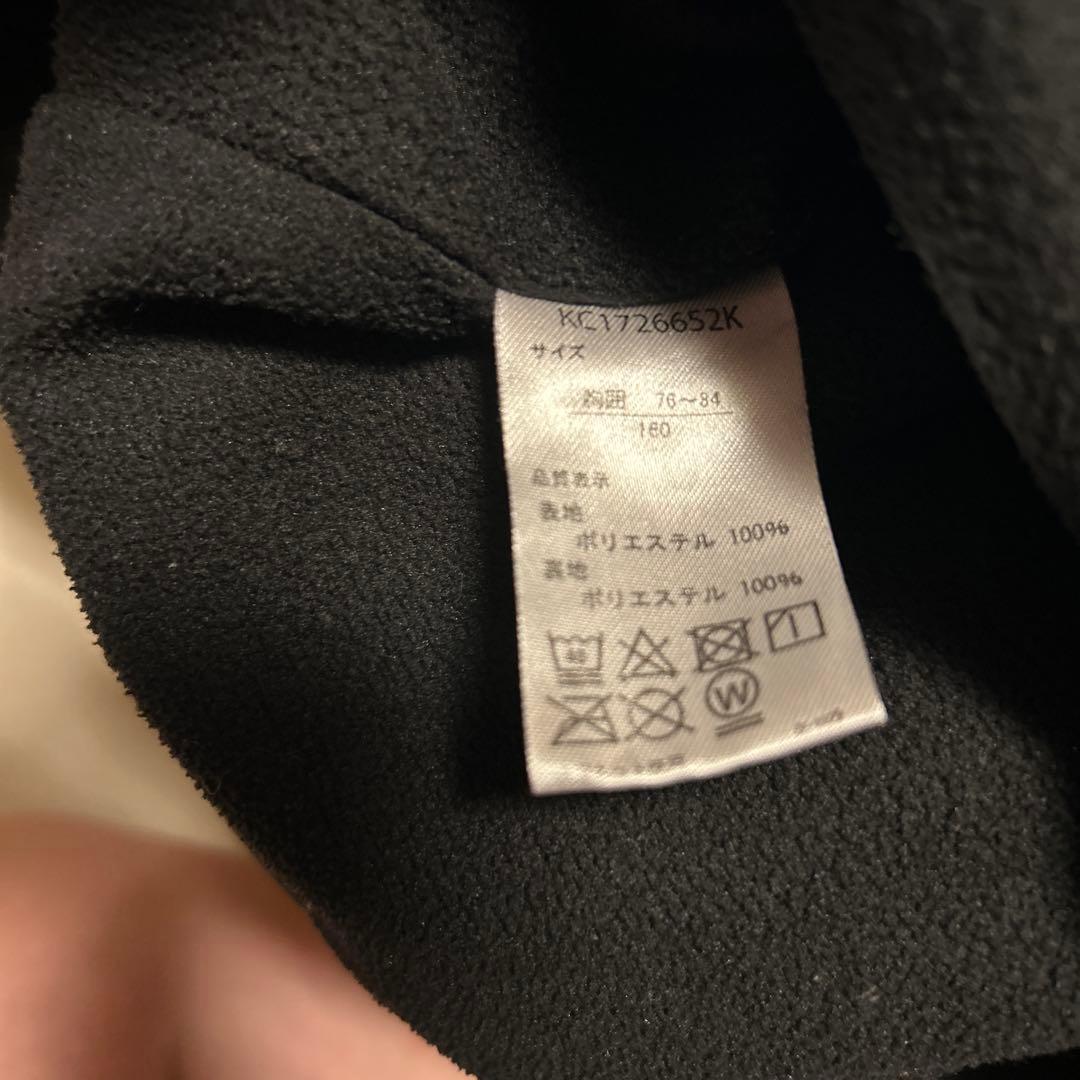 KC1726652K
サイズ
胸囲 76～84
160
品質表示
表地
ポリエステル 100%
裏地
ポリエステル 100%
W